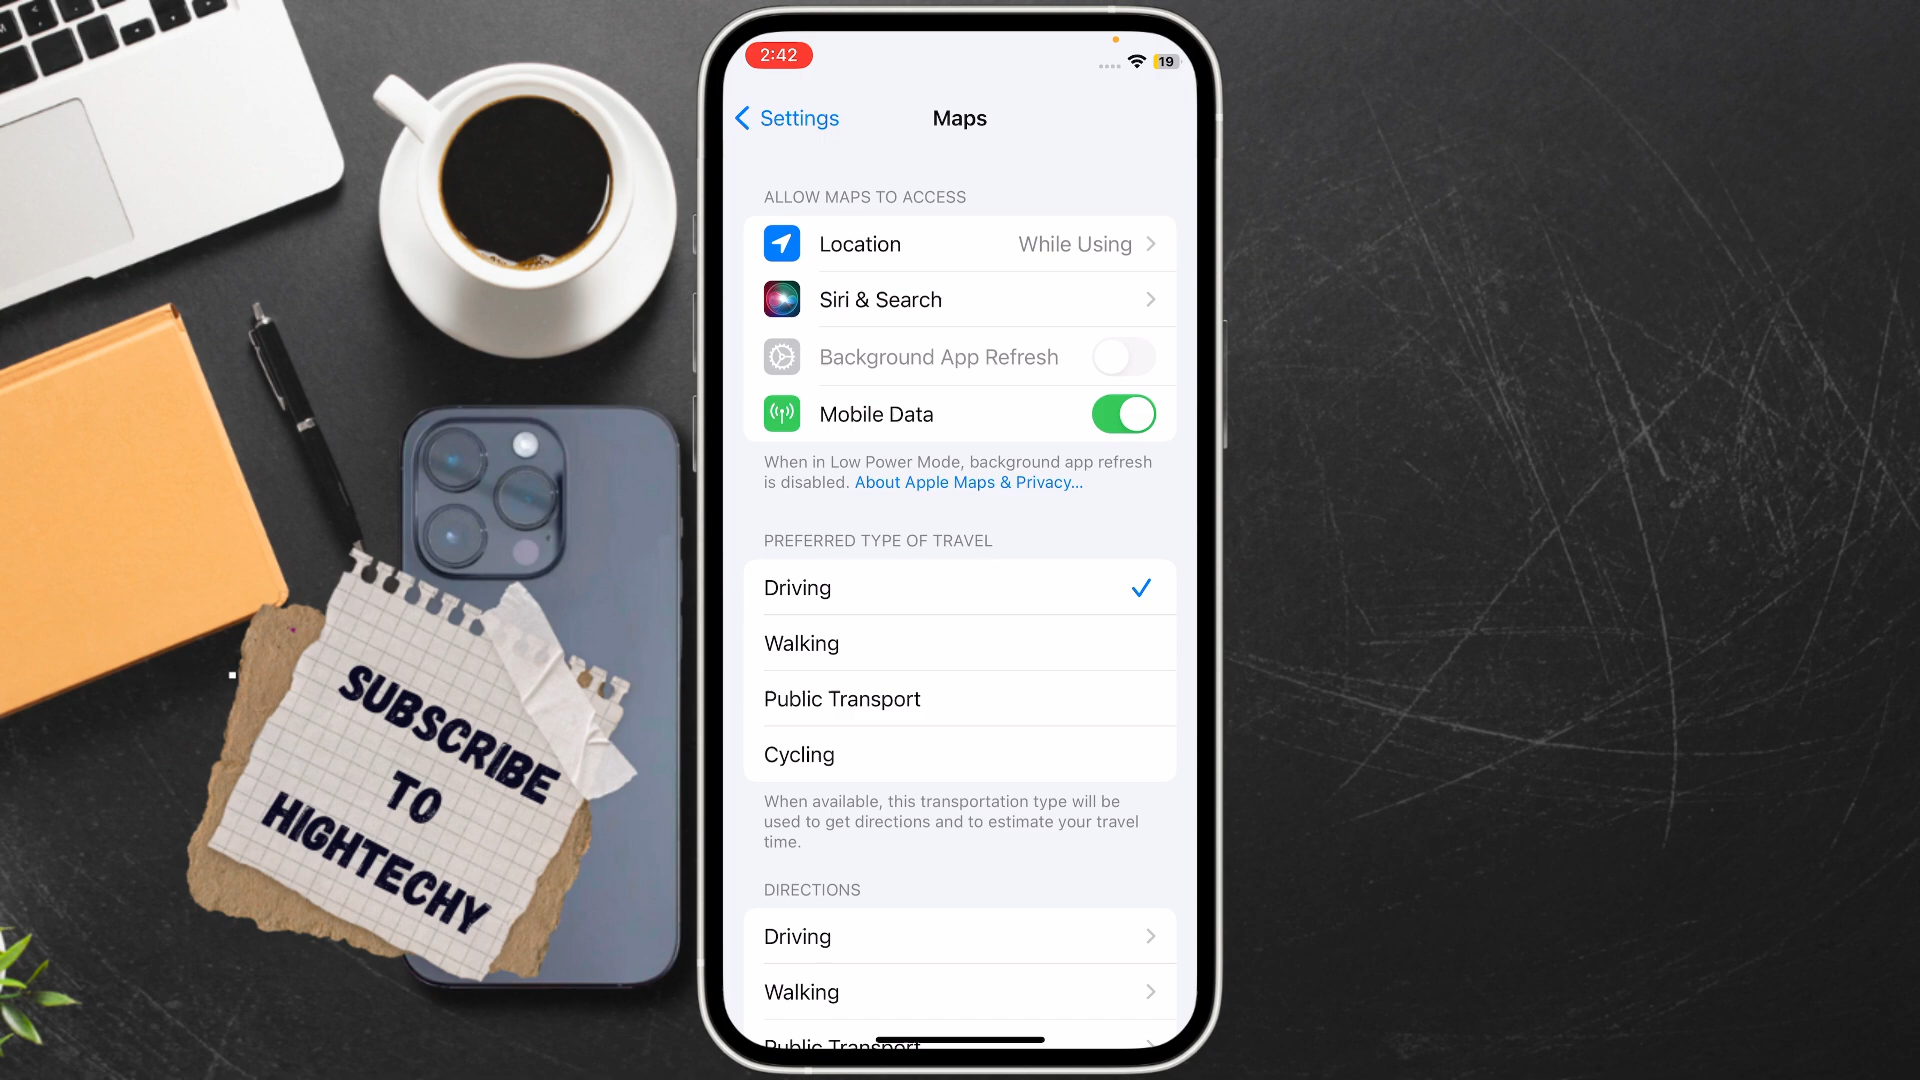 2:42
19
Settings
Maps
ALLOW MAPS TO ACCESS
Location While Using
Siri & Search
Background App Refresh
Mobile Data
When in Low Power Mode, background app refresh
is disabled. About Apple Maps & Privacy...
PREFERRED TYPE OF TRAVEL
Driving
Walking
Public Transport
Cycling
When available, this transportation type will be
used to get directions and to estimate your travel
time.
DIRECTIONS
Driving
Walking
Public Transport
SUBSCRIBE
TO
HIGHTECHY